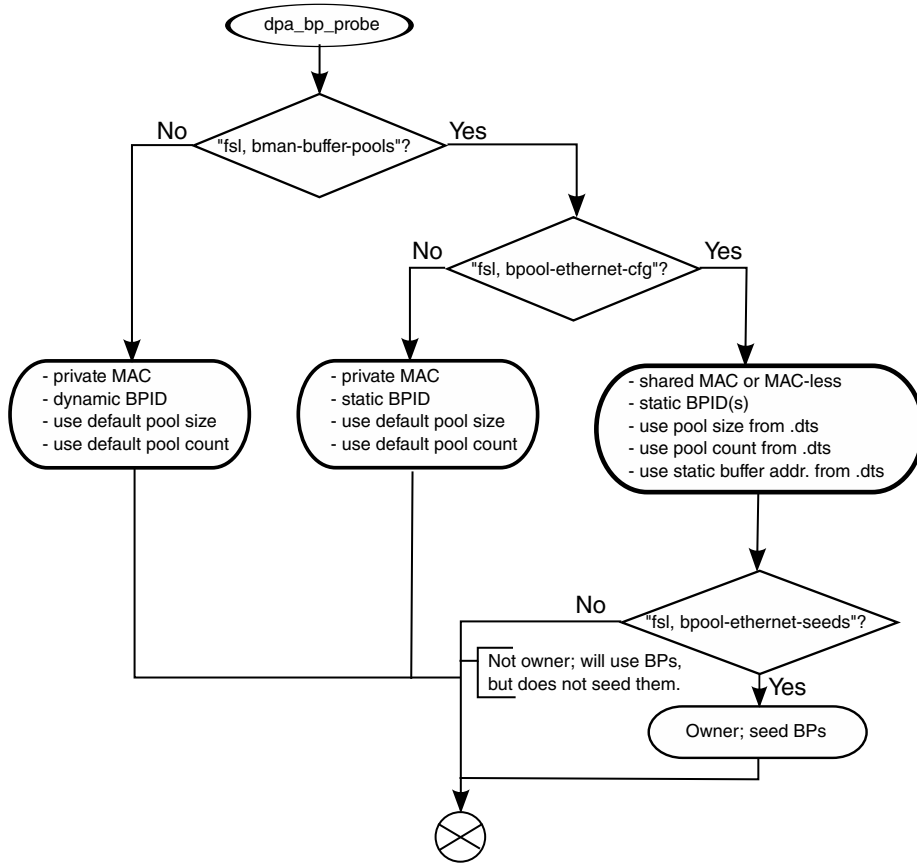 dpa_bp_probe
No
Yes
"fsl, bman-buffer-pools"?
No
Yes
"fsl, bpool-ethernet-cfg"?
- private MAC
- dynamic BPID
- use default pool size
- use default pool count
- private MAC
- static BPID
- use default pool size
- use default pool count
- shared MAC or MAC-less
- static BPID(s)
- use pool size from .dts
- use pool count from .dts
- use static buffer addr. from .dts
No
"fsl, bpool-ethernet-seeds"?
Not owner; will use BPs,
but does not seed them.
Yes
Owner; seed BPs